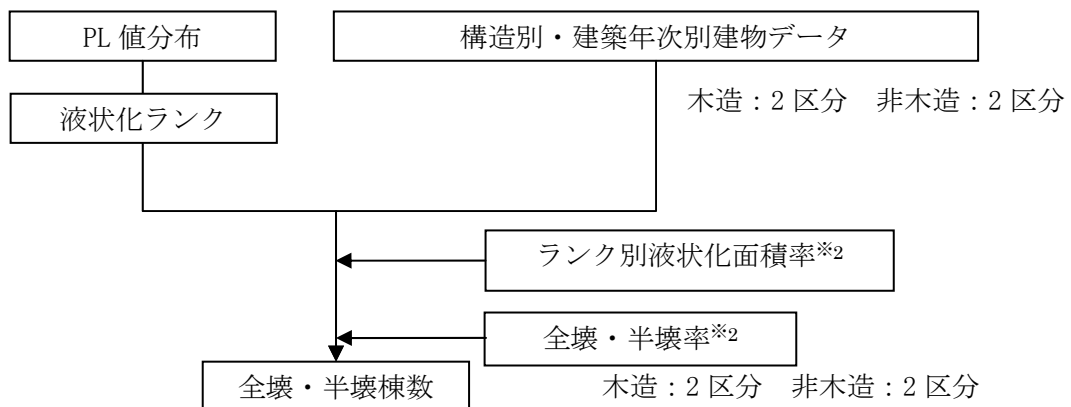 PL 値分布
構造別・建築年次別建物データ
木造：2 区分　非木造：2 区分
液状化ランク
ランク別液状化面積率※2
全壊・半壊率※2
全壊・半壊棟数
木造：2 区分　非木造：2 区分